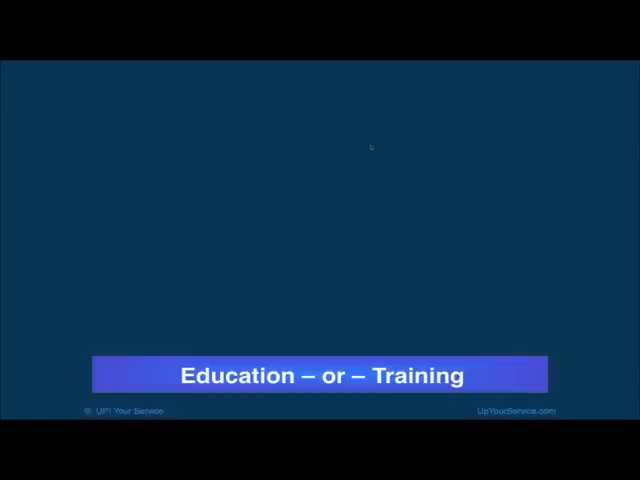 Education – or – Training
© UP! Your Service
UpYourService.com